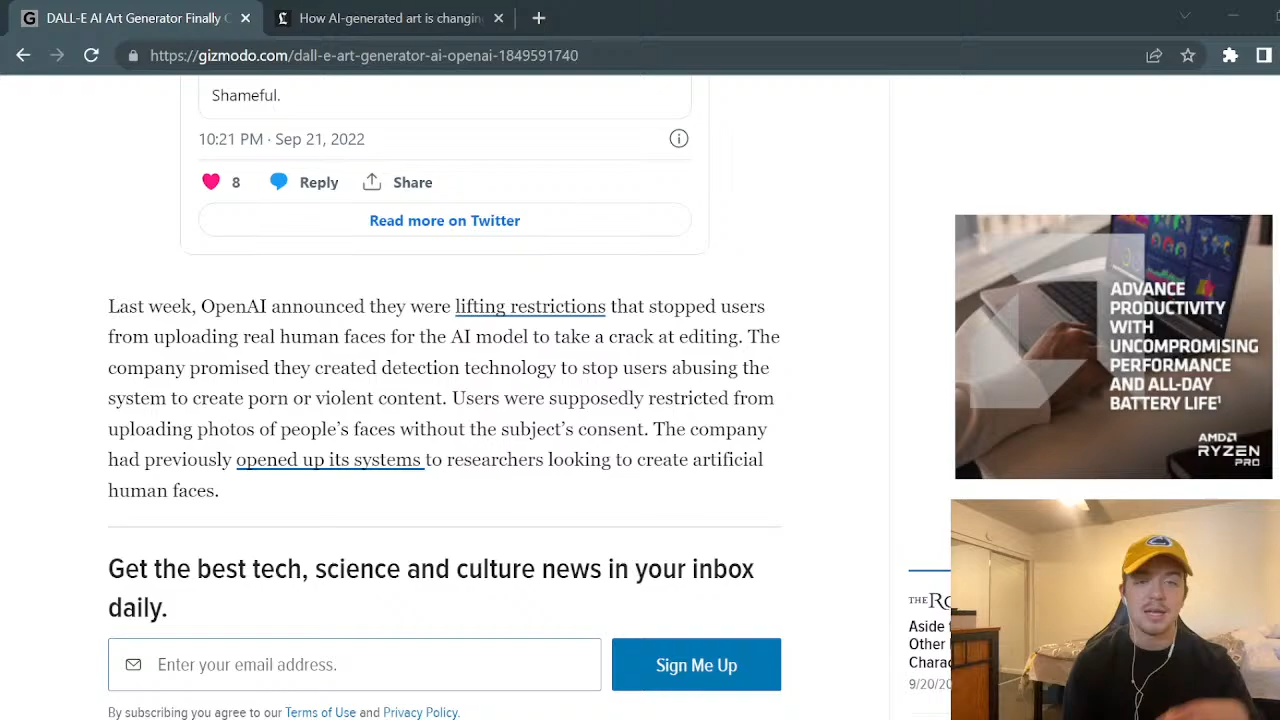 DALL-E AI Art Generator Finally
How AI-generated art is changin
https://gizmodo.com/dall-e-art-generator-ai-openai-1849591740
Shameful.
10:21 PM · Sep 21, 2022
8 Reply Share
Read more on Twitter
Last week, OpenAI announced they were lifting restrictions that stopped users
from uploading real human faces for the AI model to take a crack at editing. The
company promised they created detection technology to stop users abusing the
system to create porn or violent content. Users were supposedly restricted from
uploading photos of people’s faces without the subject’s consent. The company
had previously opened up its systems to researchers looking to create artificial
human faces.
Get the best tech, science and culture news in your inbox
daily.
Enter your email address.
Sign Me Up
By subscribing you agree to our Terms of Use and Privacy Policy.
ADVANCE
PRODUCTIVITY
WITH
UNCOMPROMISING
PERFORMANCE
AND ALL-DAY
BATTERY LIFE¹
AMD
RYZEN
PRO
THE
Aside
Other
Charac
9/20/20